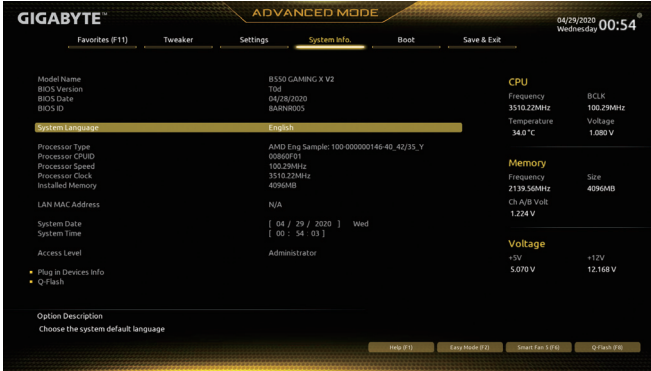 GIGABYTE™
ADVANCED MODE
04/29/2020
Wednesday 00:54
Favorites (F11) Tweaker Settings System Info. Boot Save & Exit
Model Name B550 GAMING X V2
BIOS Version T0d
BIOS Date 04/28/2020
BIOS ID BARNR005
System Language English
Processor Type AMD Eng Sample: 100-000000146-40_42/35_Y
Processor CPUID 00860F01
Processor Speed 100.29MHz
Processor Clock 3510.22MHz
Installed Memory 4096MB
LAN MAC Address N/A
System Date [ 04 / 29 / 2020 ] Wed
System Time [ 00 : 54 : 03 ]
Access Level Administrator
Plug in Devices Info
Q-Flash
CPU
Frequency BCLK
3510.22MHz 100.29MHz
Temperature Voltage
34.0 °C 1.080 V
Memory
Frequency Size
2139.56MHz 4096MB
Ch A/B Volt
1.224 V
Voltage
+5V +12V
5.070 V 12.168 V
Option Description
Choose the system default language
Help (F1) Easy Mode (F2) Smart Fan 5 (F6) Q-Flash (F8)